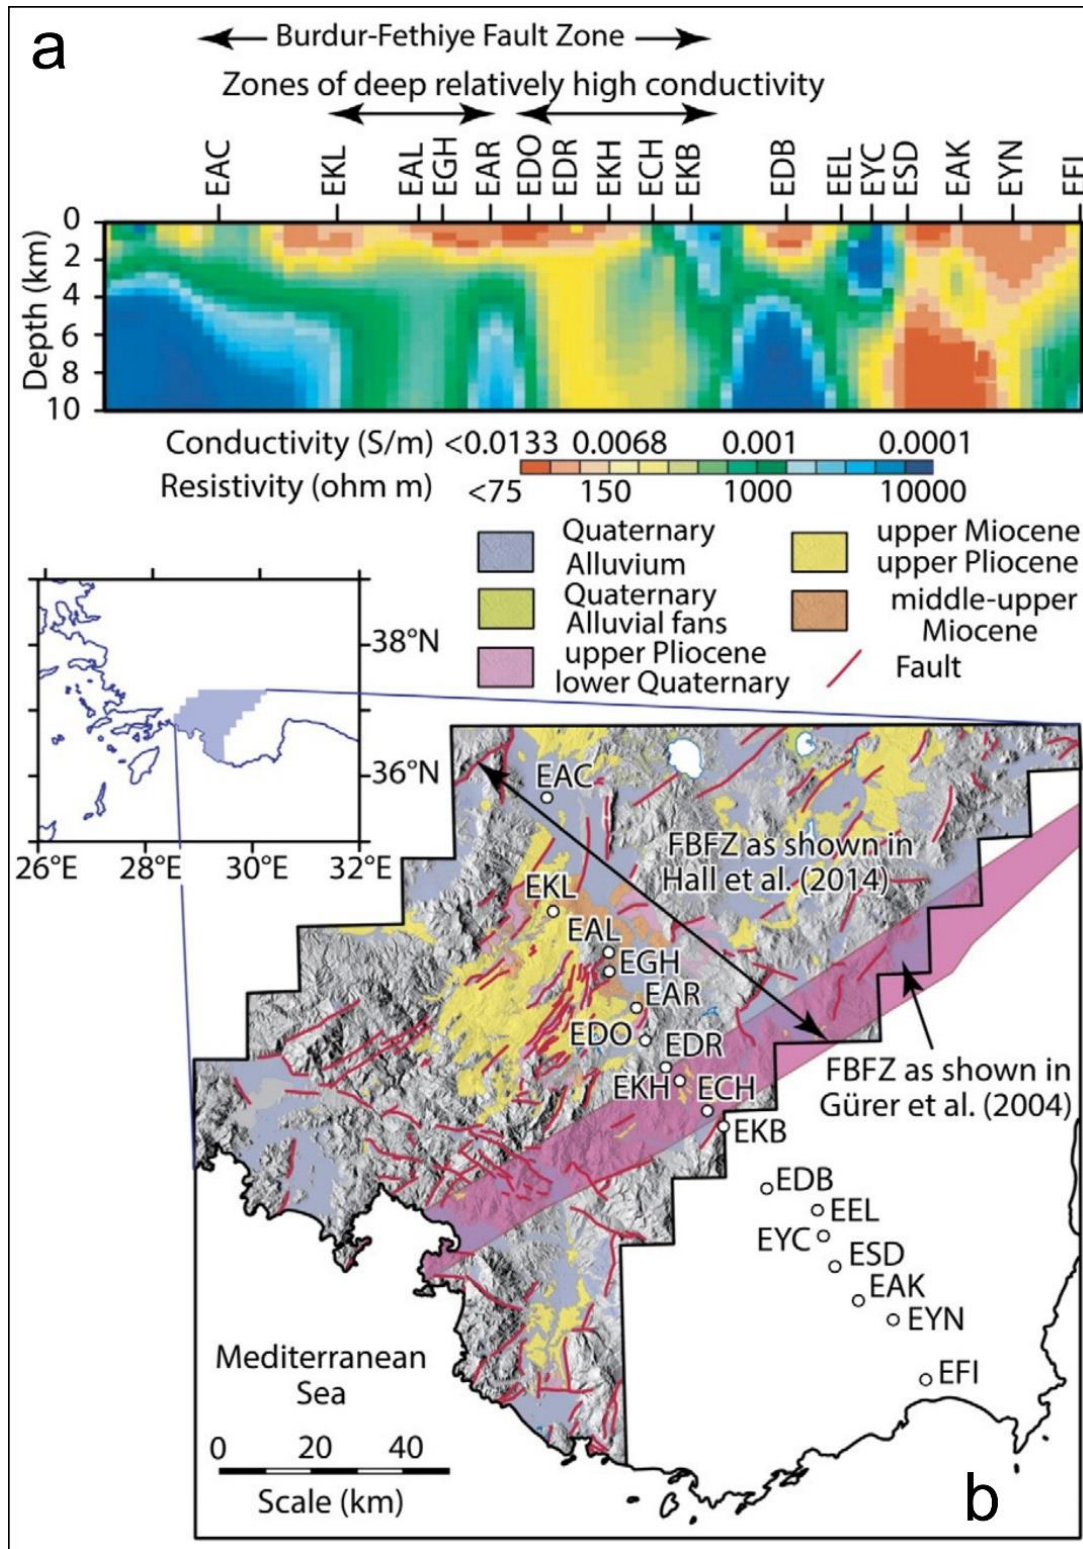 a
Burdur-Fethiye Fault Zone
Zones of deep relatively high conductivity
EAC
EKL
EAL
EGH
EAR
EDO
EDR
EKH
ECH
EKB
EDB
EEL
EYC
ESD
EAK
EYN
EFI
Depth (km)
0
2
4
6
8
10
Conductivity (S/m) <0.0133 0.0068 0.001 0.0001
Resistivity (ohm m) <75 150 1000 10000
Quaternary
Alluvium
Quaternary
Alluvial fans
upper Pliocene
lower Quaternary
upper Miocene
upper Pliocene
middle-upper
Miocene
Fault
38°N
36°N
26°E 28°E 30°E 32°E
EAC
FBFZ as shown in
Hall et al. (2014)
EKL
EAL
EGH
EAR
EDO
EDR
EKH
ECH
EKB
FBFZ as shown in
Gürer et al. (2004)
EDB
EEL
EYC
ESD
EAK
EYN
EFI
Mediterranean
Sea
0 20 40
Scale (km)
b